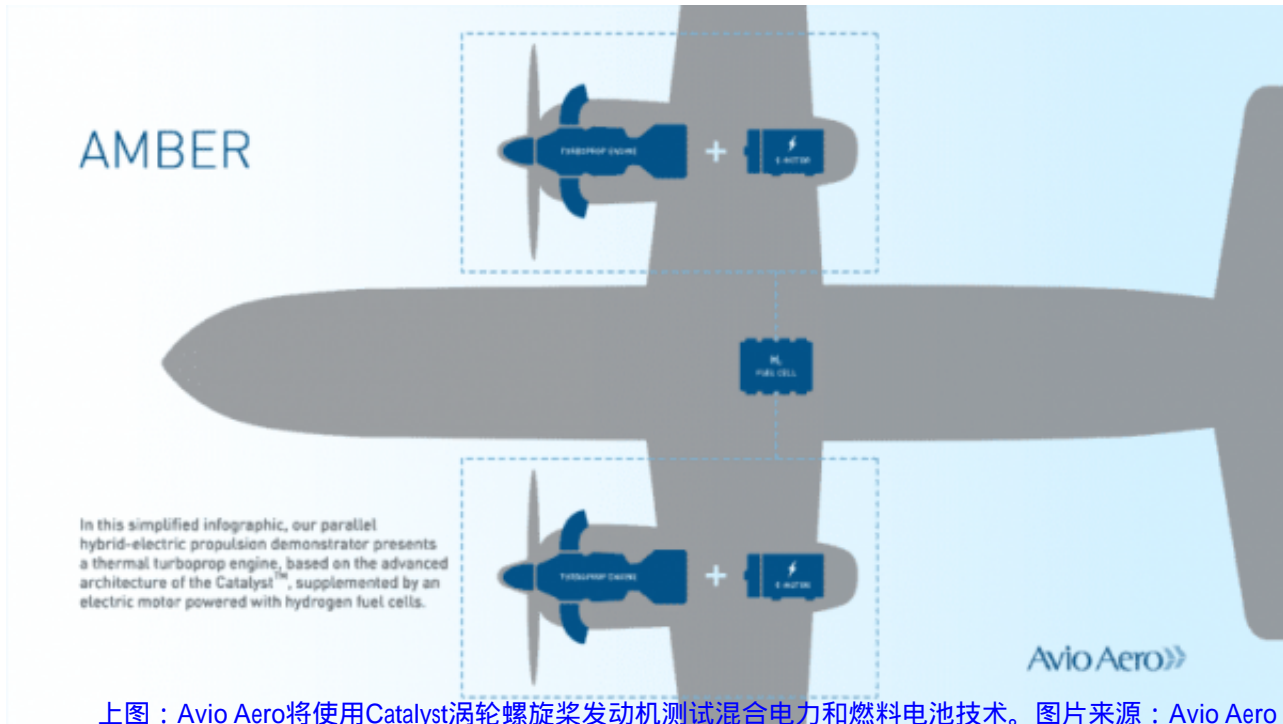 AMBER
TURBOPROP ENGINE
+
E-MOTOR
H₂
FUEL CELL
In this simplified infographic, our parallel
hybrid-electric propulsion demonstrator presents
a thermal turboprop engine, based on the advanced
architecture of the Catalyst™, supplemented by an
electric motor powered with hydrogen fuel cells.
TURBOPROP ENGINE
+
E-MOTOR
Avio Aero
上图：Avio Aero将使用Catalyst涡轮螺旋桨发动机测试混合电力和燃料电池技术。 图片来源：Avio Aero